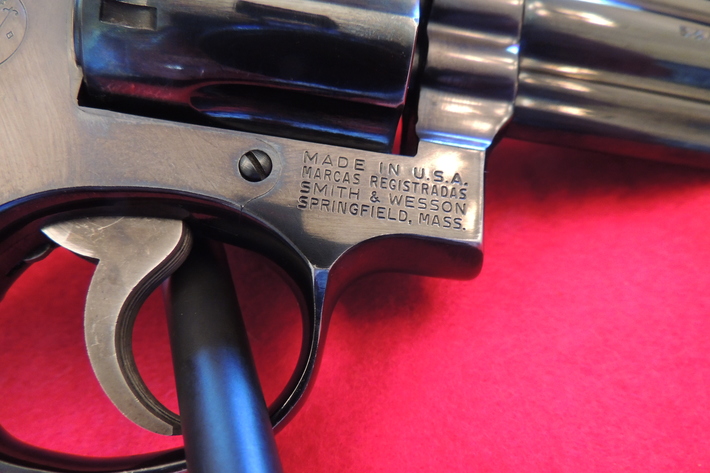 MADE IN U.S.A.
MARCAS REGISTRADAS
SMITH & WESSON
SPRINGFIELD, MASS.